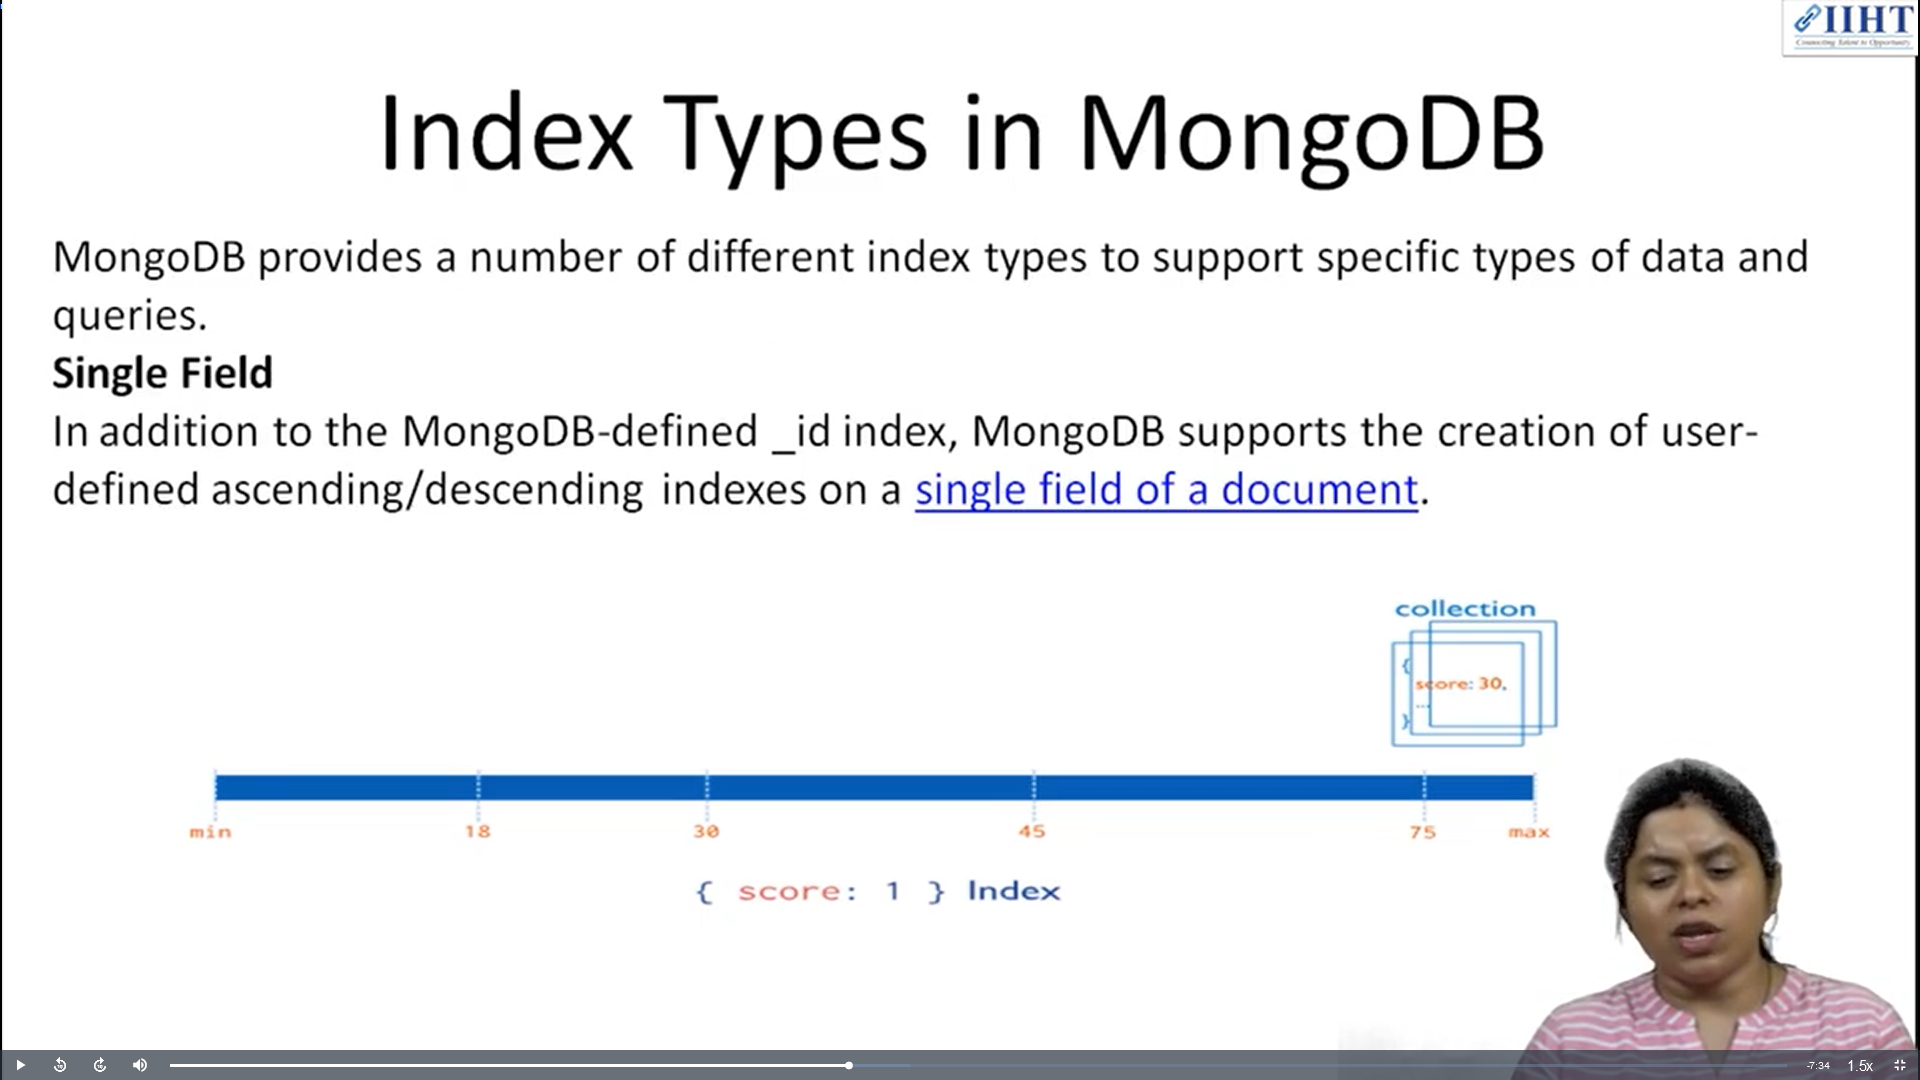 IIHT
Connecting Talent to Opportunity
Index Types in MongoDB
MongoDB provides a number of different index types to support specific types of data and
queries.
Single Field
In addition to the MongoDB-defined _id index, MongoDB supports the creation of user-
defined ascending/descending indexes on a single field of a document.
collection
{
score: 30,
...
}
min 18 30 45 75 max
{ score: 1 } Index
-7:34 1.5x